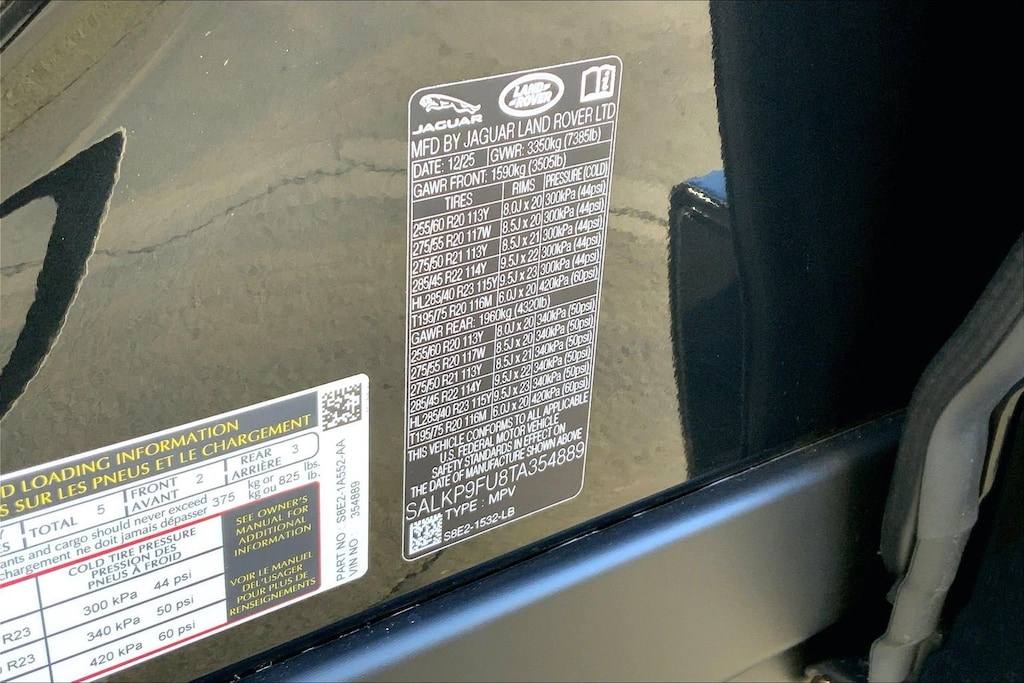 JAGUAR
LAND ROVER
MFD BY JAGUAR LAND ROVER LTD
DATE: 12/25 GVWR: 3350kg (7385lb)
GAWR FRONT: 1590kg (3505lb)
TIRES RIMS PRESSURE (COLD)
255/60 R20 113Y 8.0J x 20 300kPa (44psi)
275/55 R20 117W 8.5J x 20 300kPa (44psi)
275/50 R21 113Y 8.5J x 21 300kPa (44psi)
285/45 R22 114Y 9.5J x 22 300kPa (44psi)
HL285/40 R23 115Y 9.5J x 23 300kPa (44psi)
T195/75 R20 116M 6.0J x 20 420kPa (60psi)
GAWR REAR: 1960kg (4320lb)
255/60 R20 113Y 8.0J x 20 340kPa (50psi)
275/55 R20 117W 8.5J x 20 340kPa (50psi)
275/50 R21 113Y 8.5J x 21 340kPa (50psi)
285/45 R22 114Y 9.5J x 22 340kPa (50psi)
HL285/40 R23 115Y 9.5J x 23 340kPa (50psi)
T195/75 R20 116M 6.0J x 20 420kPa (60psi)
THIS VEHICLE CONFORMS TO ALL APPLICABLE
U.S. FEDERAL MOTOR VEHICLE
SAFETY STANDARDS IN EFFECT ON
THE DATE OF MANUFACTURE SHOWN ABOVE
SALKP9FU8TA354889
TYPE : MPV
S8E2-1532-LB
D LOADING INFORMATION
S SUR LES PNEUS ET LE CHARGEMENT
TOTAL 5 FRONT AVANT 2 REAR ARRIÈRE 3
ants and cargo should never exceed 375 kg or 825 lbs.
chargement ne doit jamais dépasser 375 kg ou 825 lb.
COLD TIRE PRESSURE
PRESSION DES
PNEUS À FROID
300 kPa 44 psi
R23 340 kPa 50 psi
R23 420 kPa 60 psi
SEE OWNER'S
MANUAL FOR
ADDITIONAL
INFORMATION
VOIR LE MANUEL
DEL'USAGER
POUR PLUS DE
RENSEIGNEMENTS
PART NO : S8E2-1A552-AA
VIN NO : 354889